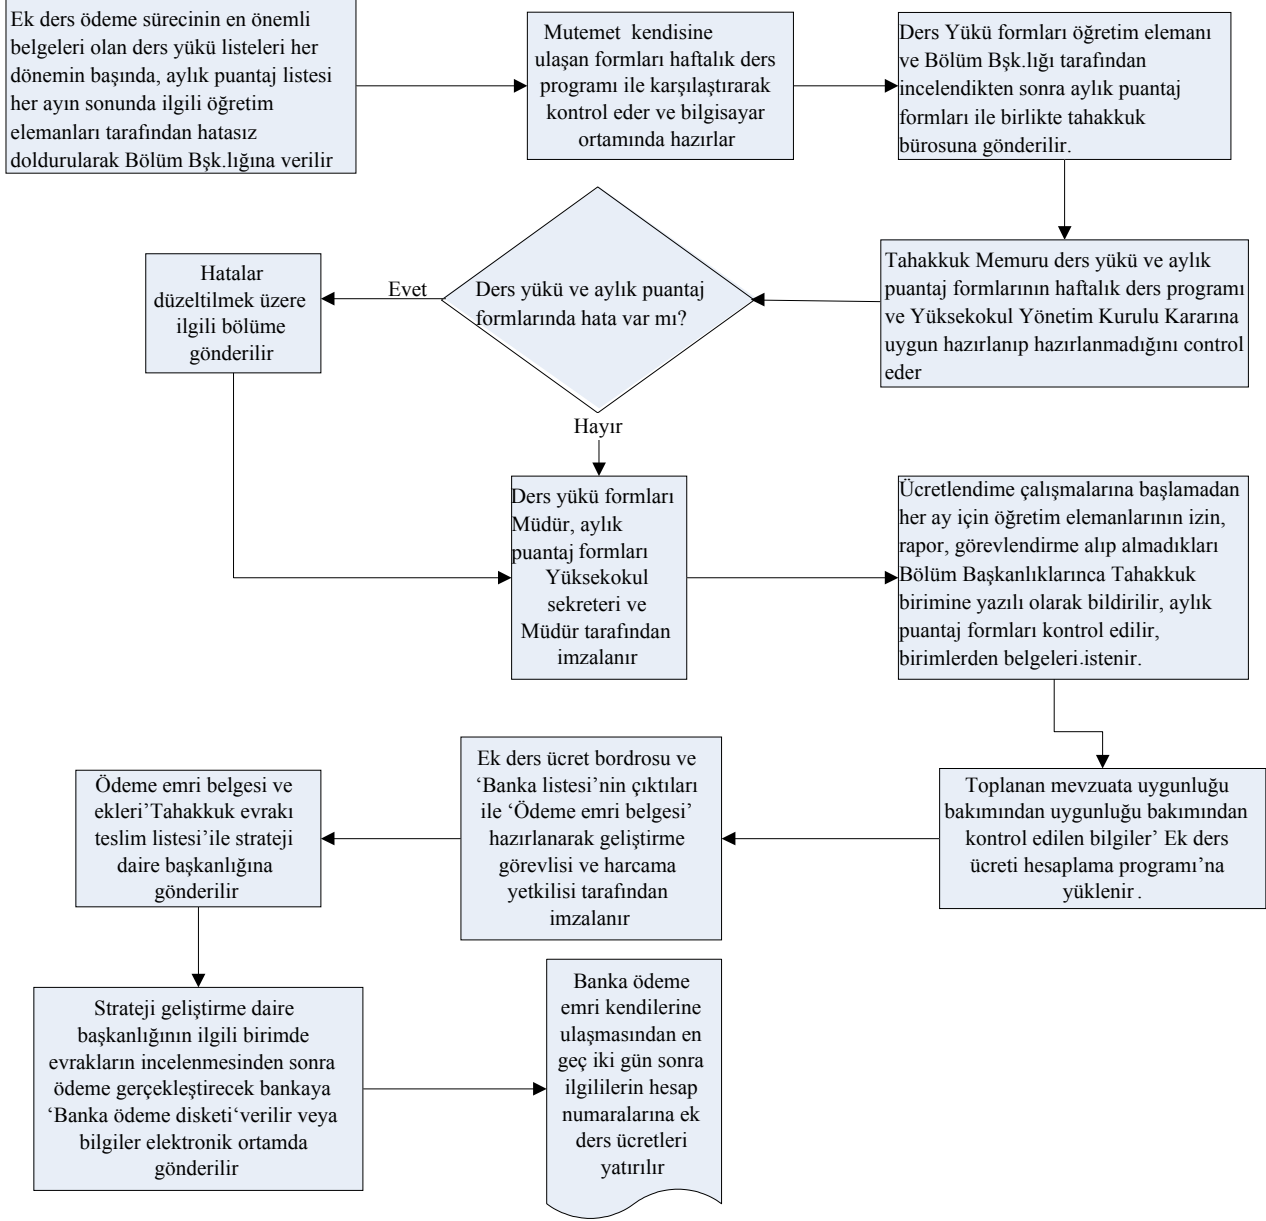 Ek ders ödeme sürecinin en önemli
belgeleri olan ders yükü listeleri her
dönemin başında, aylık puantaj listesi
her ayın sonunda ilgili öğretim
elemanları tarafından hatasız
doldurularak Bölüm Bşk.lığına verilir
Mutemet kendisine
ulaşan formları haftalık ders
programı ile karşılaştırarak
kontrol eder ve bilgisayar
ortamında hazırlar
Ders Yükü formları öğretim elemanı
ve Bölüm Bşk.lığı tarafından
incelendikten sonra aylık puantaj
formları ile birlikte tahakkuk
bürosuna gönderilir.
Tahakkuk Memuru ders yükü ve aylık
puantaj formlarının haftalık ders programı
ve Yüksekokul Yönetim Kurulu Kararına
uygun hazırlanıp hazırlanmadığını control
eder
Ders yükü ve aylık puantaj
formlarında hata var mı?
Evet
Hatalar
düzeltilmek üzere
ilgili bölüme
gönderilir
Hayır
Ders yükü formları
Müdür, aylık
puantaj formları
Yüksekokul
sekreteri ve
Müdür tarafından
imzalanır
Ücretlendime çalışmalarına başlamadan
her ay için öğretim elemanlarının izin,
rapor, görevlendirme alıp almadıkları
Bölüm Başkanlıklarınca Tahakkuk
birimine yazılı olarak bildirilir, aylık
puantaj formları kontrol edilir,
birimlerden belgeleri.istenir.
Toplanan mevzuata uygunluğu
bakımından uygunluğu bakımından
kontrol edilen bilgiler’ Ek ders
ücreti hesaplama programı’na
yüklenir .
Ek ders ücret bordrosu ve
‘Banka listesi’nin çıktıları
ile ‘Ödeme emri belgesi’
hazırlanarak geliştirme
görevlisi ve harcama
yetkilisi tarafından
imzalanır
Ödeme emri belgesi ve
ekleri’Tahakkuk evrakı
teslim listesi’ile strateji
daire başkanlığına
gönderilir
Strateji geliştirme daire
başkanlığının ilgili birimde
evrakların incelenmesinden sonra
ödeme gerçekleştirecek bankaya
‘Banka ödeme disketi‘verilir veya
bilgiler elektronik ortamda
gönderilir
Banka ödeme
emri kendilerine
ulaşmasından en
geç iki gün sonra
ilgililerin hesap
numaralarına ek
ders ücretleri
yatırılır